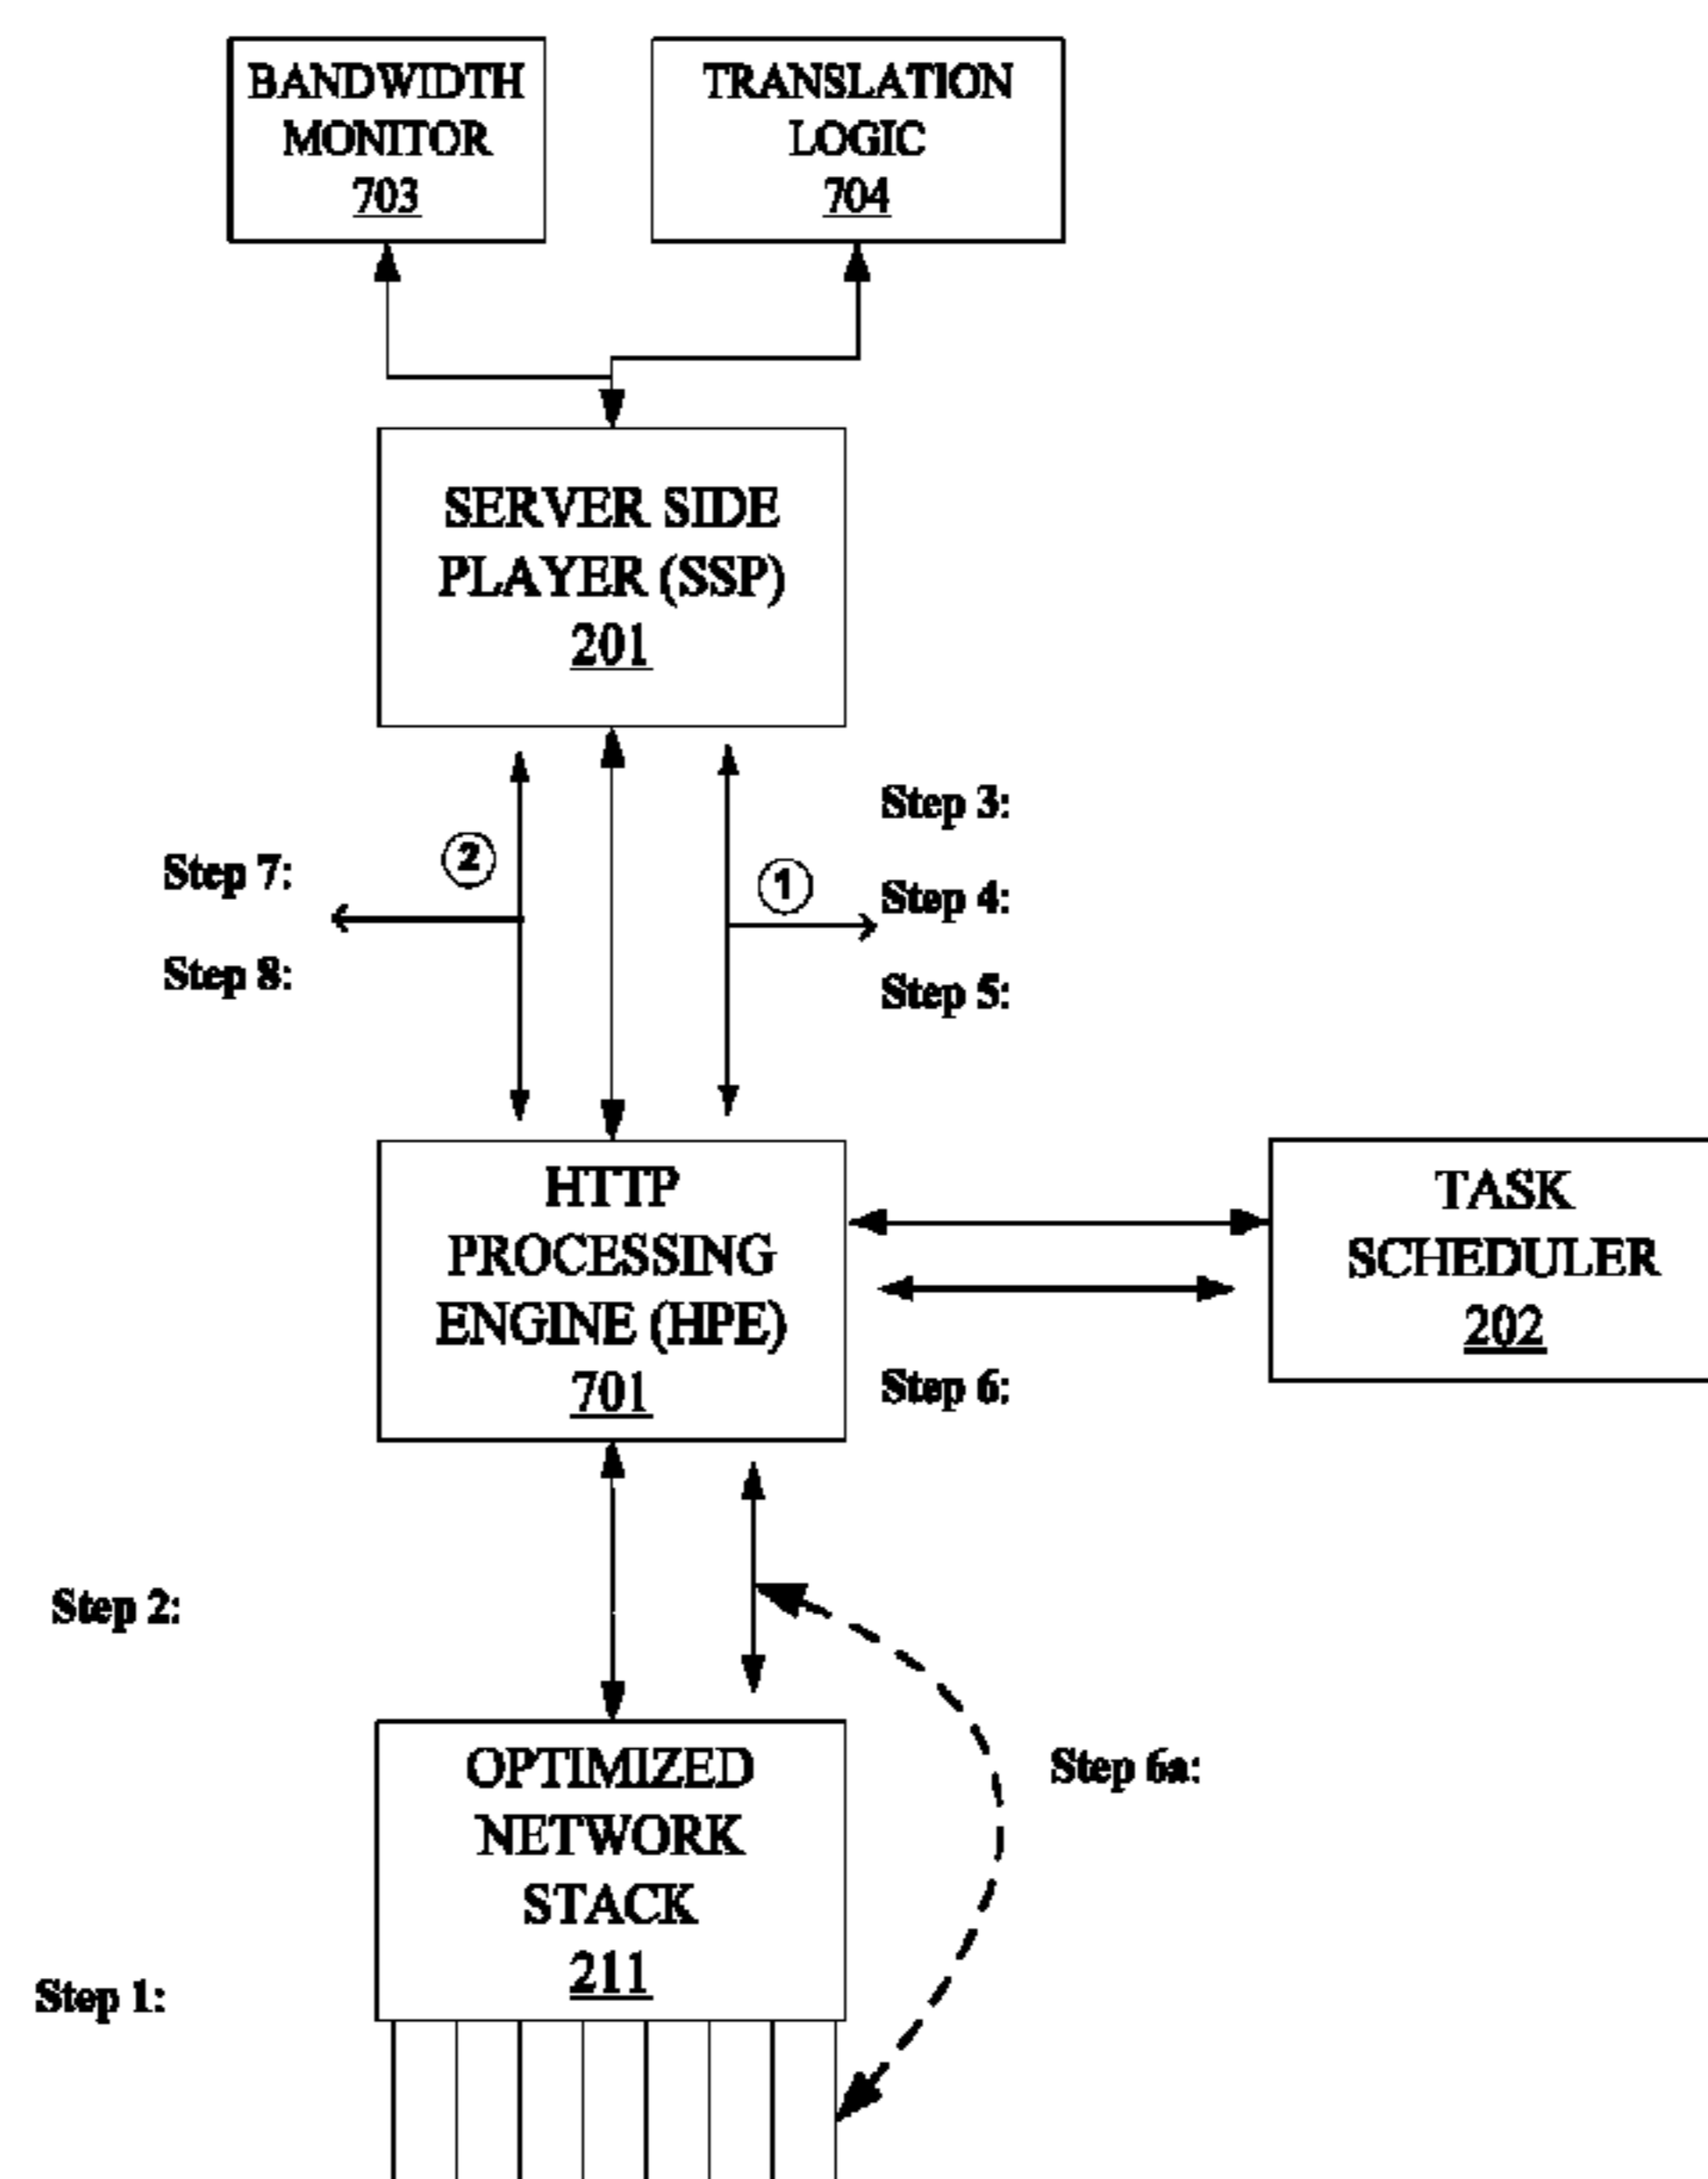 BANDWIDTH
MONITOR
703
TRANSLATION
LOGIC
704
SERVER SIDE
PLAYER (SSP)
201
Step 3:
Step 7:
2
1
Step 4:
Step 8:
Step 5:
HTTP
PROCESSING
ENGINE (HPE)
701
TASK
SCHEDULER
202
Step 6:
Step 2:
OPTIMIZED
NETWORK
STACK
211
Step 6a:
Step 1: